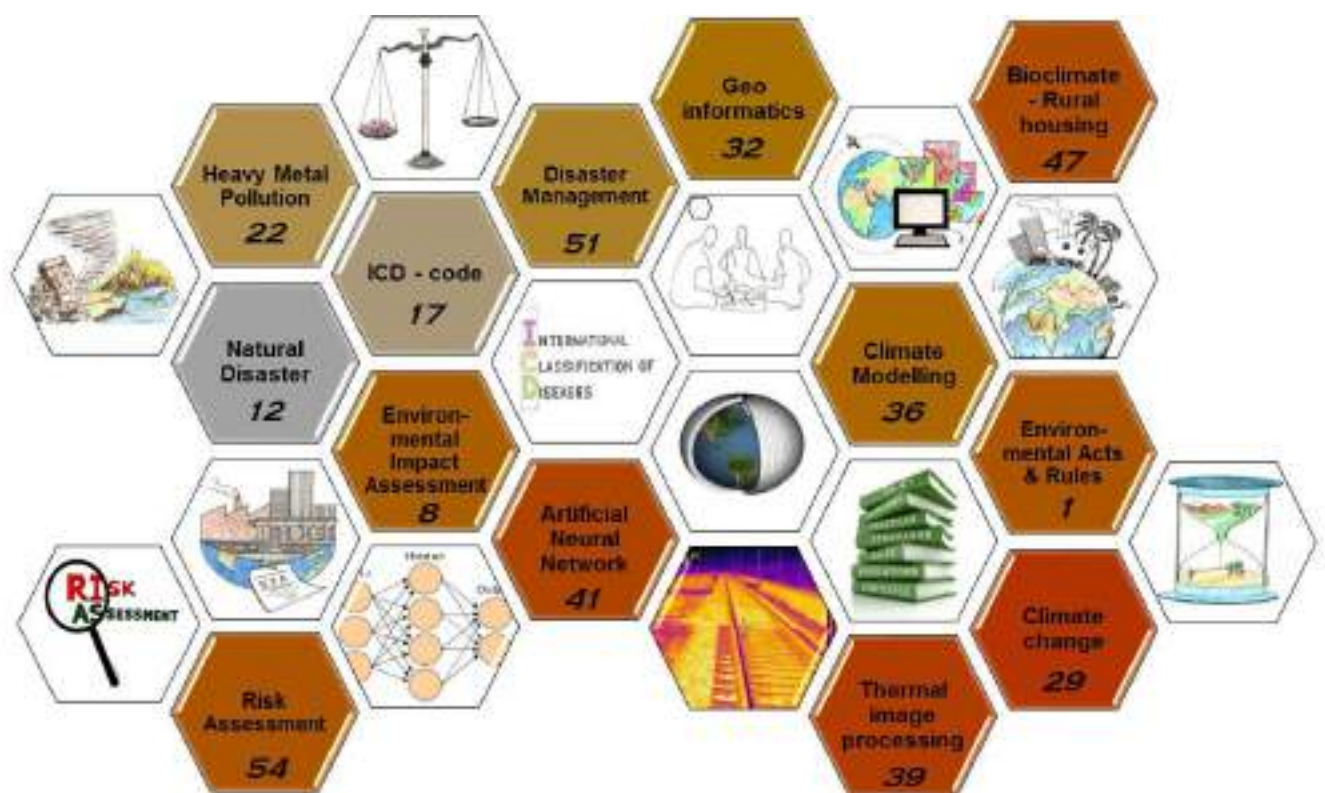 Geo
informatics
32
Bioclimate
- Rural
housing
47
Heavy Metal
Pollution
22
Disaster
Management
51
ICD - code
17
INTERNATIONAL
CLASSIFICATION OF
Natural
Disaster
12
Climate
Modelling
36
Environ-
mental
Impact
Assessment
8
Environ-
mental Acts
& Rules
1
Artificial
Neural
Network
41
RISK
ASSESSMENT
Climate
change
29
Risk
Assessment
54
Thermal
image
processing
39